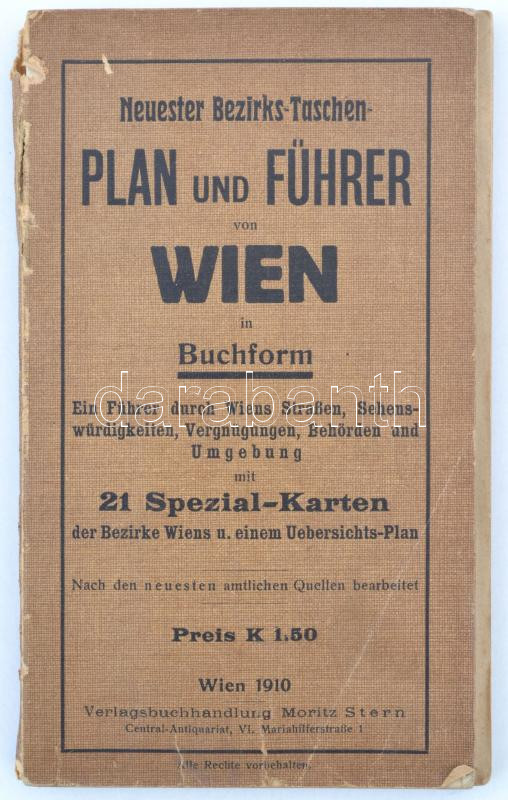 Neuester Bezirks-Taschen-
PLAN UND FÜHRER
von
WIEN
in
Buchform
Ein Führer durch Wiens Straßen, Sehens-
würdigkeiten, Vergnügungen, Behörden und
Umgebung
mit
21 Spezial-Karten
der Bezirke Wiens u. einem Uebersichts-Plan
Nach den neuesten amtlichen Quellen bearbeitet
Preis K 1.50
Wien 1910
Verlagsbuchhandlung Moritz Stern
Central-Antiquariat, VI. Mariahilferstraße 1
Alle Rechte vorbehalten.
darabanth